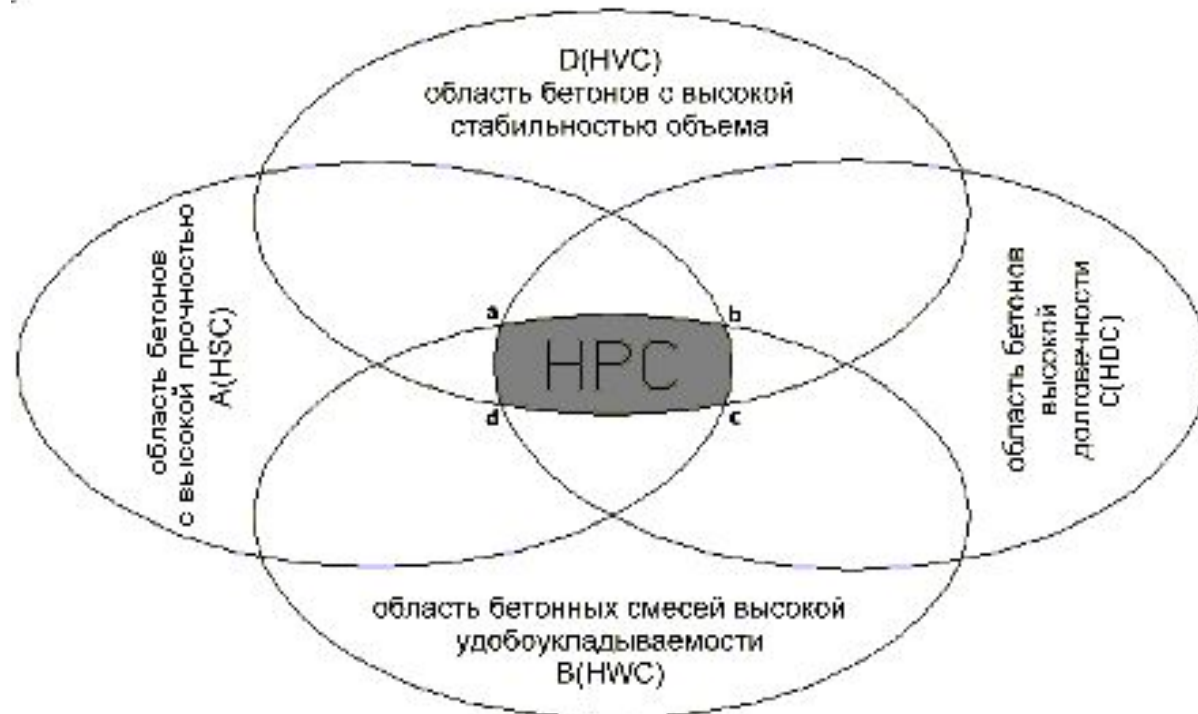 D(HVC)
область бетонов с высокой
стабильностью объема
область бетонов
с высокой прочностью
A(HSC)
a
b
HPC
d
c
область бетонов
высокой
долговечности
C(HDC)
область бетонных смесей высокой
удобоукладываемости
B(HWC)